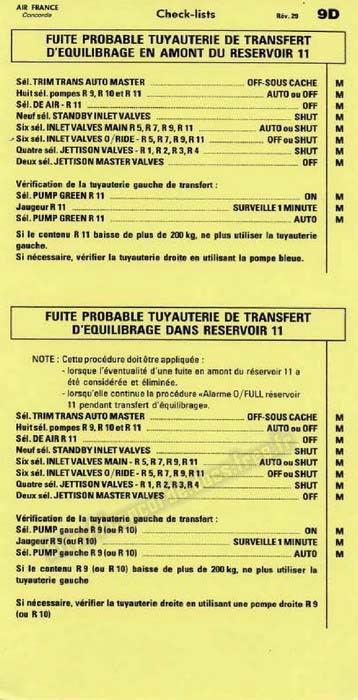 AIR FRANCE
Concorde
Check-lists
Rév. 29
9D
FUITE PROBABLE TUYAUTERIE DE TRANSFERT
D'EQUILIBRAGE EN AMONT DU RESERVOIR 11
Sél. TRIM TRANS AUTO MASTER OFF-SOUS CACHE M
Huit sél. pompes R 9, R 10 et R 11 AUTO ou OFF M
Sél. DE AIR - R 11 OFF M
Neuf sél. STANDBY INLET VALVES SHUT M
Six sél. INLET VALVES MAIN R 5, R 7, R 9, R 11 AUTO ou SHUT M
Six sél. INLET VALVES O/RIDE - R 5, R 7, R 9, R 11 OFF ou SHUT M
Quatre sél. JETTISON VALVES - R 1, R 2, R 3, R 4 SHUT M
Deux sél. JETTISON MASTER VALVES OFF M
Vérification de la tuyauterie gauche de transfert :
Sél. PUMP GREEN R 11 ON M
Jaugeur R 11 SURVEILLE 1 MINUTE M
Sél. PUMP GREEN R 11 AUTO M
Si le contenu R 11 baisse de plus de 200 kg, ne plus utiliser la tuyauterie
gauche.
Si nécessaire, vérifier la tuyauterie droite en utilisant la pompe bleue.
FUITE PROBABLE TUYAUTERIE DE TRANSFERT
D'EQUILIBRAGE DANS RESERVOIR 11
NOTE : Cette procédure doit être appliquée :
- lorsque l'éventualité d'une fuite en amont du réservoir 11 a
été considérée et éliminée.
- lorsqu'elle continue la procédure «Alarme O/FULL réservoir
11 pendant transfert d'équilibrage».
Sél. TRIM TRANS AUTO MASTER OFF-SOUS CACHE M
Huit sél. pompes R 9, R 10 et R 11 AUTO ou OFF M
Sél. DE AIR R 11 OFF M
Neuf sél. STANDBY INLET VALVES SHUT M
Six sél. INLET VALVES MAIN - R 5, R 7, R 9, R 11 AUTO ou SHUT M
Six sél. INLET VALVES O/RIDE - R 5, R 7, R 9, R 11 OFF ou SHUT M
Quatre sél. JETTISON VALVES - R 1, R 2, R 3, R 4 SHUT M
Deux sél. JETTISON MASTER VALVES OFF M
Vérification de la tuyauterie gauche de transfert :
Sél. PUMP gauche R 9 (ou R 10) ON M
Jaugeur R 9 (ou R 10) SURVEILLE 1 MINUTE M
Sél. PUMP gauche R 9 (ou R 10) AUTO M
Si le contenu R 9 (ou R 10) baisse de plus de 200 kg, ne plus utiliser la
tuyauterie gauche
Si nécessaire, vérifier la tuyauterie droite en utilisant une pompe droite R 9
(ou R 10)